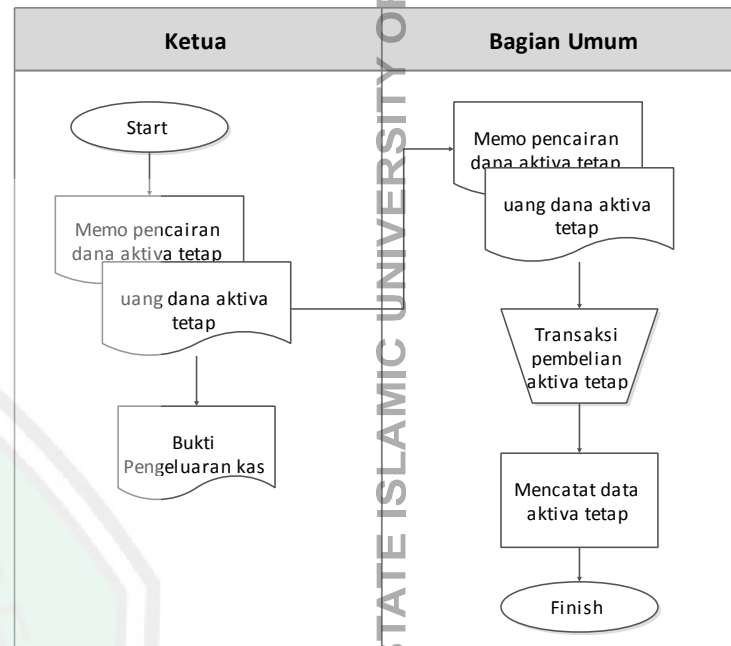 Ketua
Bagian Umum
Start
Memo pencairan
dana aktiva tetap
uang dana aktiva
tetap
Bukti
Pengeluaran kas
Memo pencairan
dana aktiva tetap
uang dana aktiva
tetap
Transaksi
pembelian
aktiva tetap
Mencatat data
aktiva tetap
Finish
STATE ISLAMIC UNIVERSITY OF